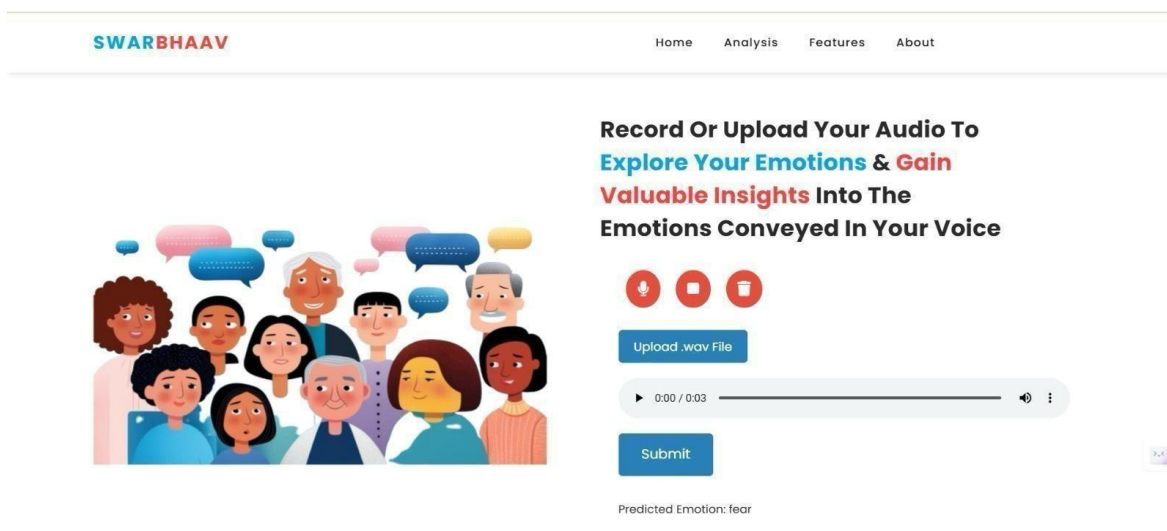 SWARBHAAV
Home Analysis Features About
Record Or Upload Your Audio To
Explore Your Emotions & Gain
Valuable Insights Into The
Emotions Conveyed In Your Voice
Upload .wav File
0:00 / 0:03
Submit
Predicted Emotion: fear